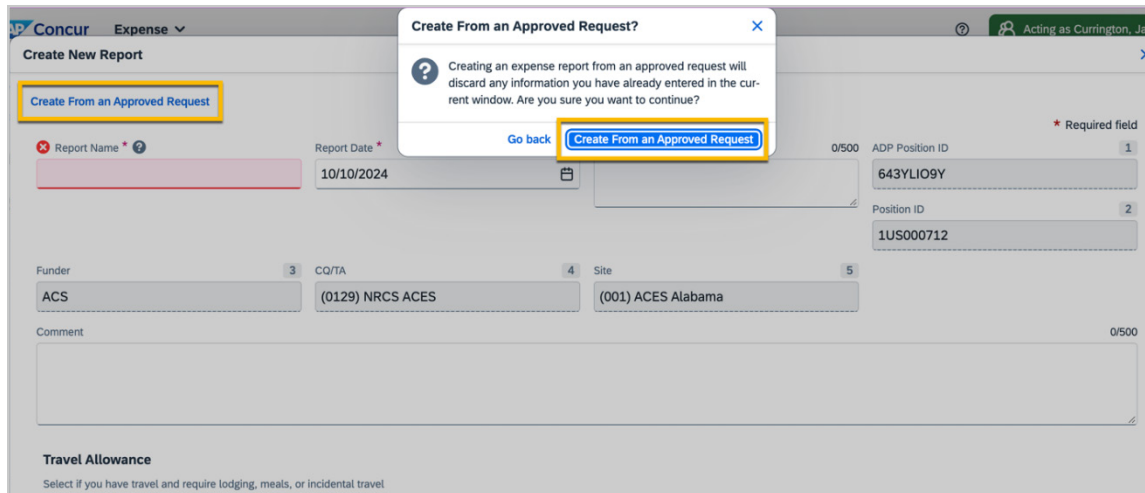 SAP Concur Expense
Create From an Approved Request?
Acting as Currington, Ja
Create New Report
Creating an expense report from an approved request will
discard any information you have already entered in the cur-
rent window. Are you sure you want to continue?
Create From an Approved Request
Go back Create From an Approved Request
* Required field
Report Name *
Report Date *
0/500
ADP Position ID 1
10/10/2024
643YLIO9Y
Position ID 2
1US000712
Funder 3
CQ/TA 4
Site 5
ACS
(0129) NRCS ACES
(001) ACES Alabama
Comment
0/500
Travel Allowance
Select if you have travel and require lodging, meals, or incidental travel